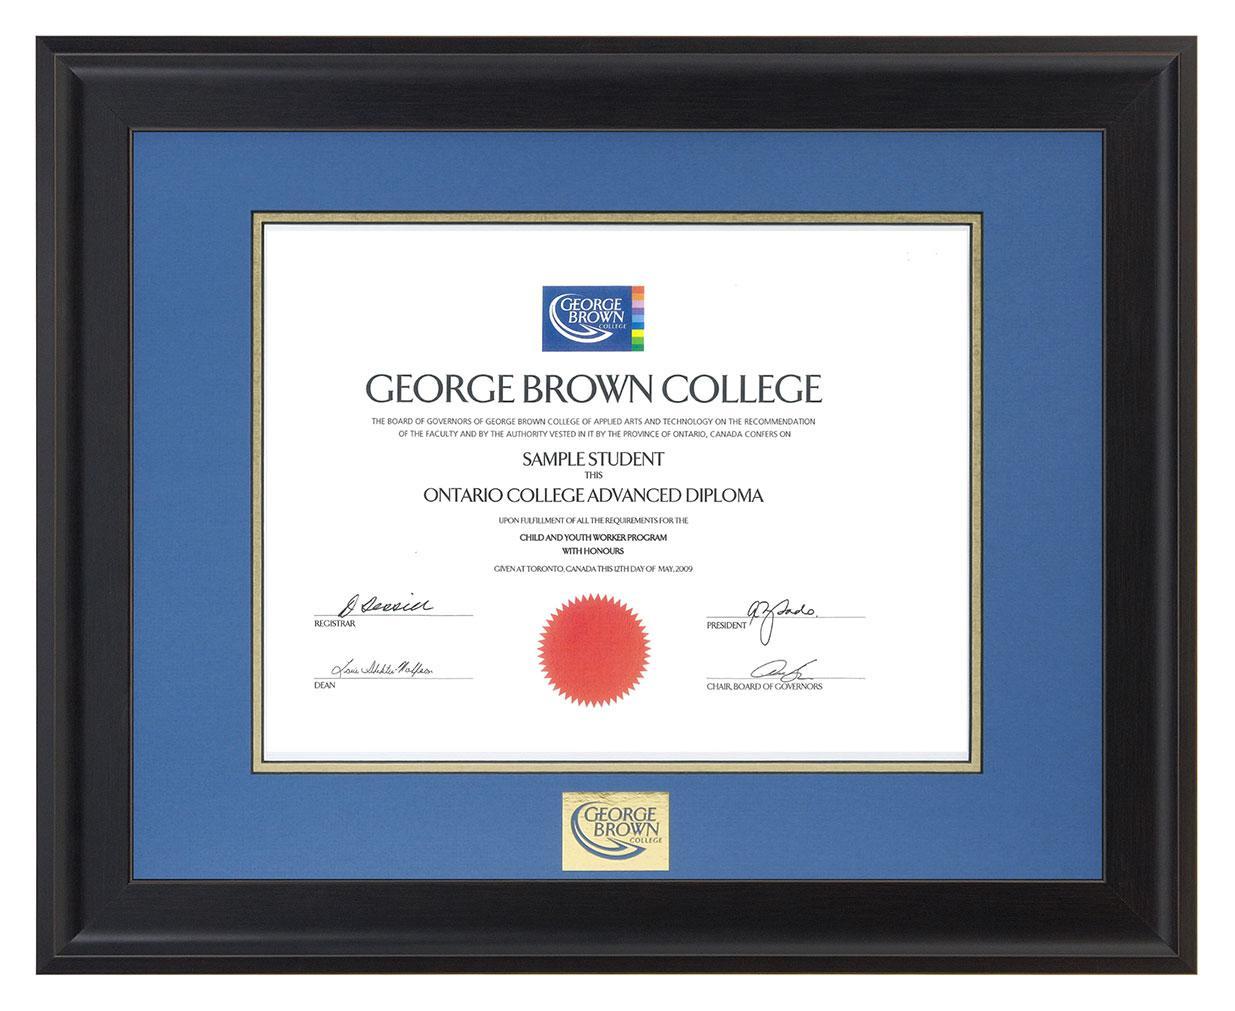 GEORGE
BROWN
COLLEGE
GEORGE BROWN COLLEGE
THE BOARD OF GOVERNORS OF GEORGE BROWN COLLEGE OF APPLIED ARTS AND TECHNOLOGY ON THE RECOMMENDATION
OF THE FACULTY AND BY THE AUTHORITY VESTED IN IT BY THE PROVINCE OF ONTARIO, CANADA CONFERS ON
SAMPLE STUDENT
THIS
ONTARIO COLLEGE ADVANCED DIPLOMA
UPON FULFILLMENT OF ALL THE REQUIREMENTS FOR THE
CHILD AND YOUTH WORKER PROGRAM
WITH HONOURS
GIVEN AT TORONTO, CANADA THIS 12TH DAY OF MAY, 2009
REGISTRAR
PRESIDENT
DEAN
CHAIR, BOARD OF GOVERNORS
GEORGE
BROWN
COLLEGE